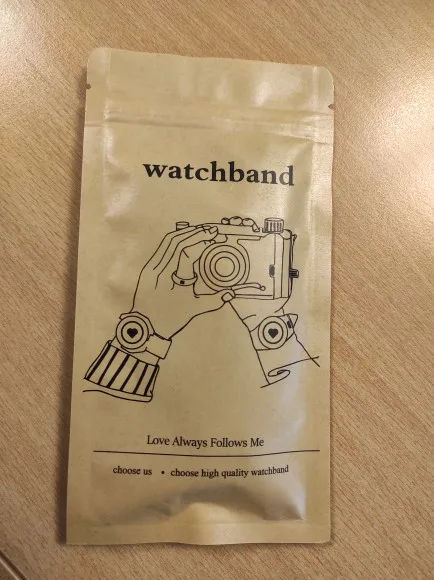 watchband
Love Always Follows Me
choose us • choose high quality watchband